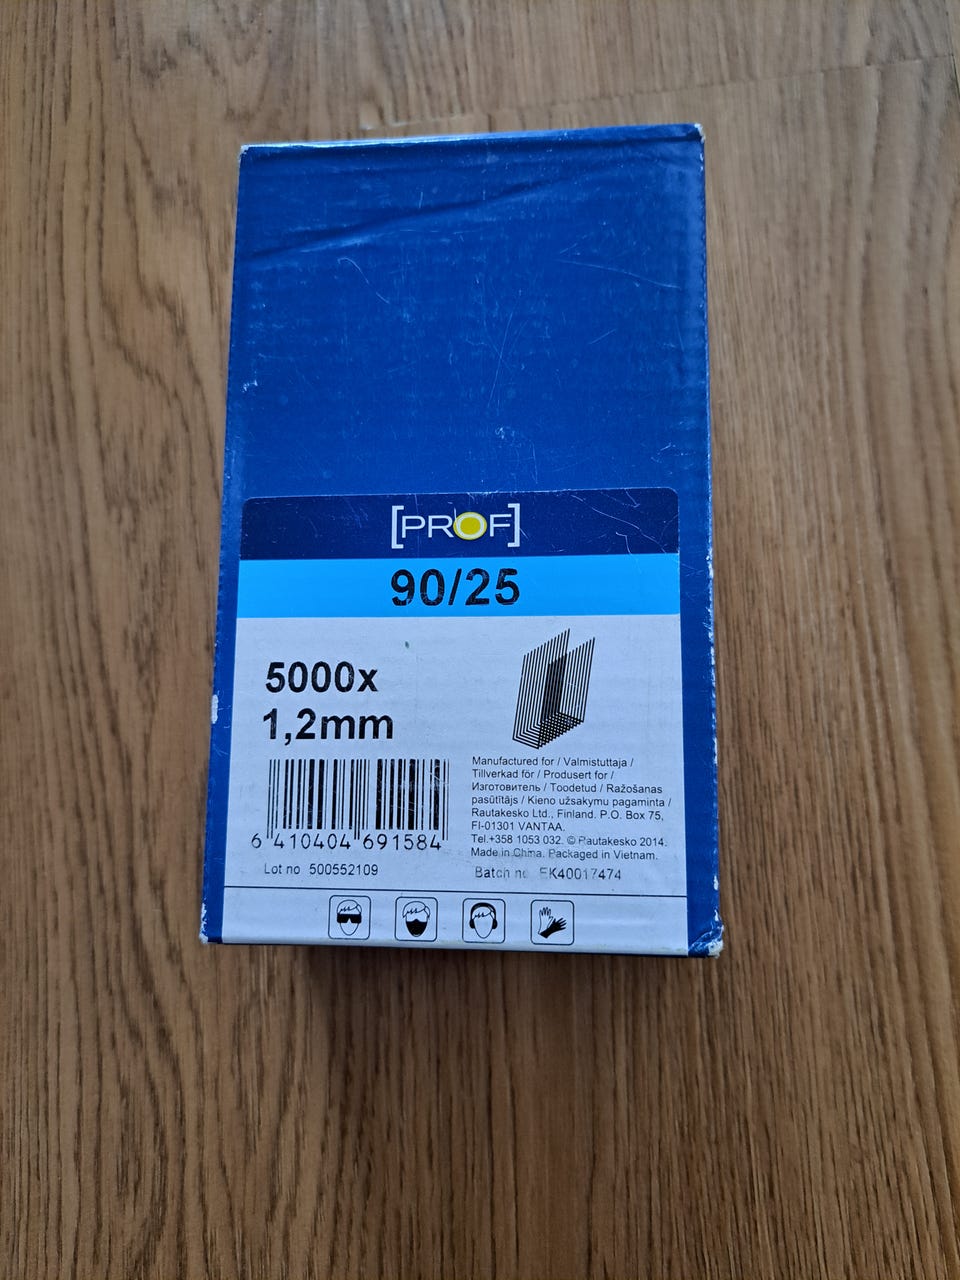 [PROF]
90/25
5000x
1,2mm
Manufactured for / Valmistuttaja /
Tillverkad för / Produsert for /
Изготовитель / Toodetud / Ražošanas
pasūtītājs / Kieno užsakymu pagaminta /
Rautakesko Ltd., Finland. P.O. Box 75,
FI-01301 VANTAA.
Tel.+358 1053 032. © Rautakesko 2014.
Made in China. Packaged in Vietnam.
6 410404 691584
Lot no 500552109
Batch no EK40017474